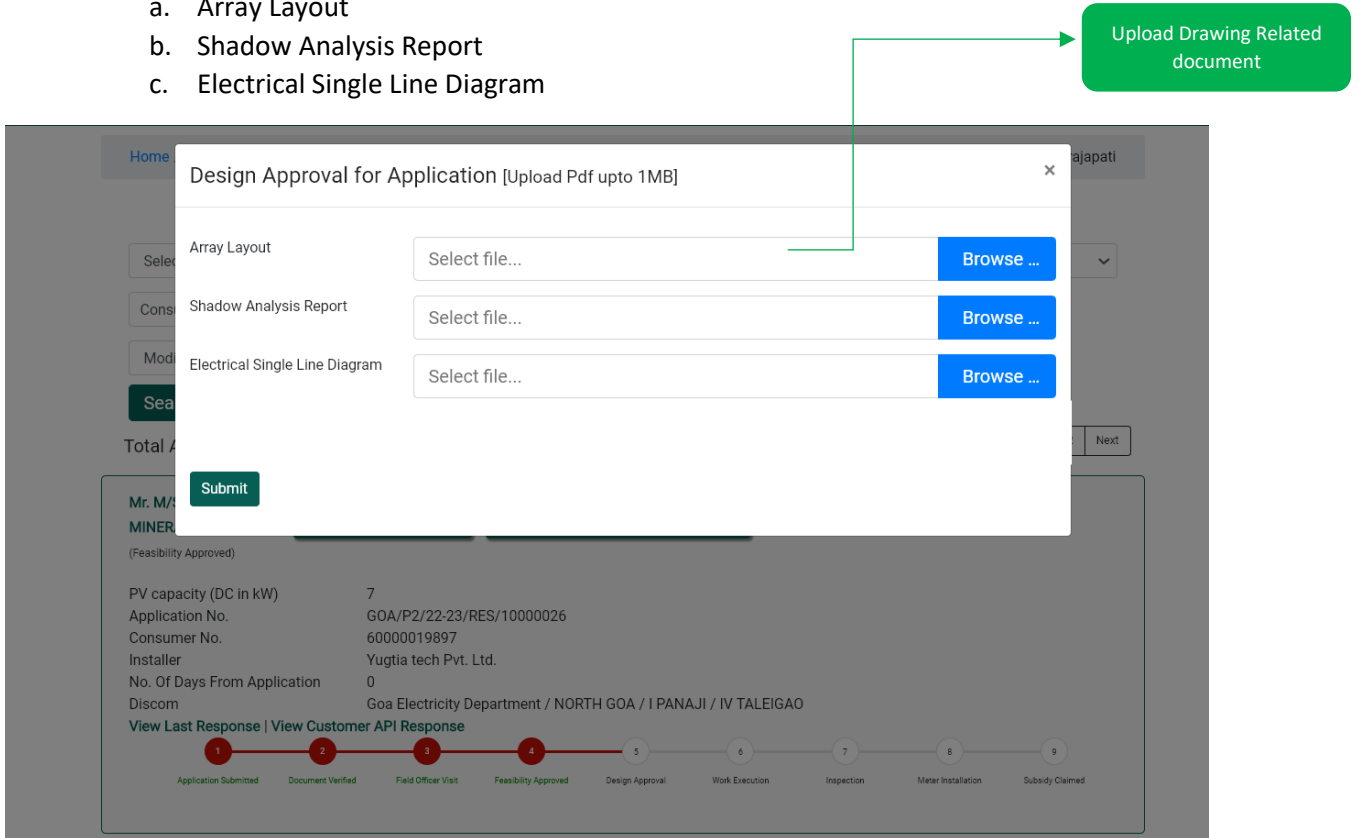 a. Array Layout
b. Shadow Analysis Report
c. Electrical Single Line Diagram
Upload Drawing Related
document
Home
ajapati
Design Approval for Application [Upload Pdf upto 1MB]
×
Array Layout
Select file...
Browse ...
Shadow Analysis Report
Select file...
Browse ...
Electrical Single Line Diagram
Select file...
Browse ...
Submit
Selec
Cons
Modi
Sea
Total A
Next
Mr. M/S
MINER
(Feasibility Approved)
PV capacity (DC in kW) 7
Application No. GOA/P2/22-23/RES/10000026
Consumer No. 60000019897
Installer Yugtia tech Pvt. Ltd.
No. Of Days From Application 0
Discom Goa Electricity Department / NORTH GOA / I PANAJI / IV TALEIGAO
View Last Response | View Customer API Response
1 2 3 4 5 6 7 8 9
Application Submitted Document Verified Field Officer Visit Feasibility Approved Design Approval Work Execution Inspection Meter Installation Subsidy Claimed